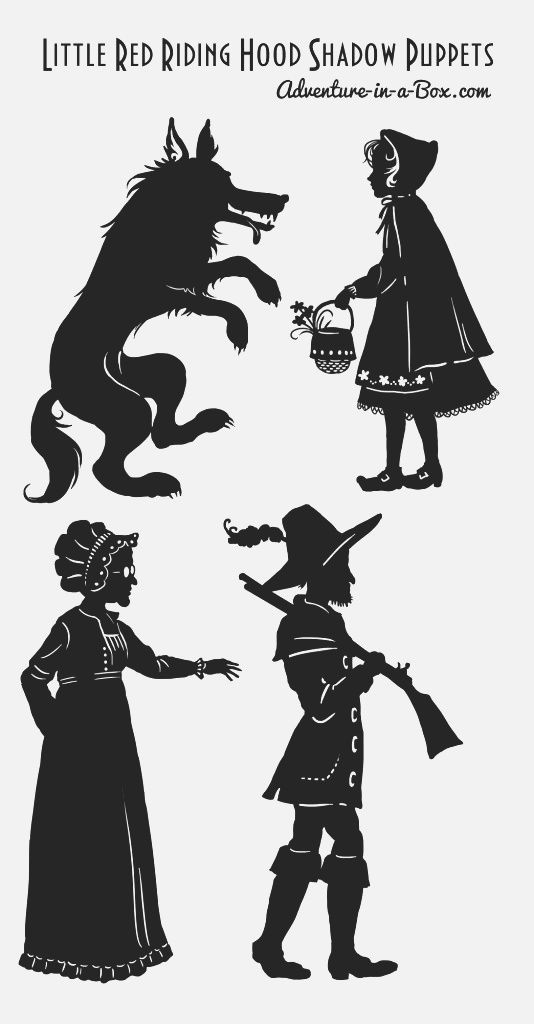 Little Red Riding Hood Shadow Puppets
Adventure-in-a-Box.com